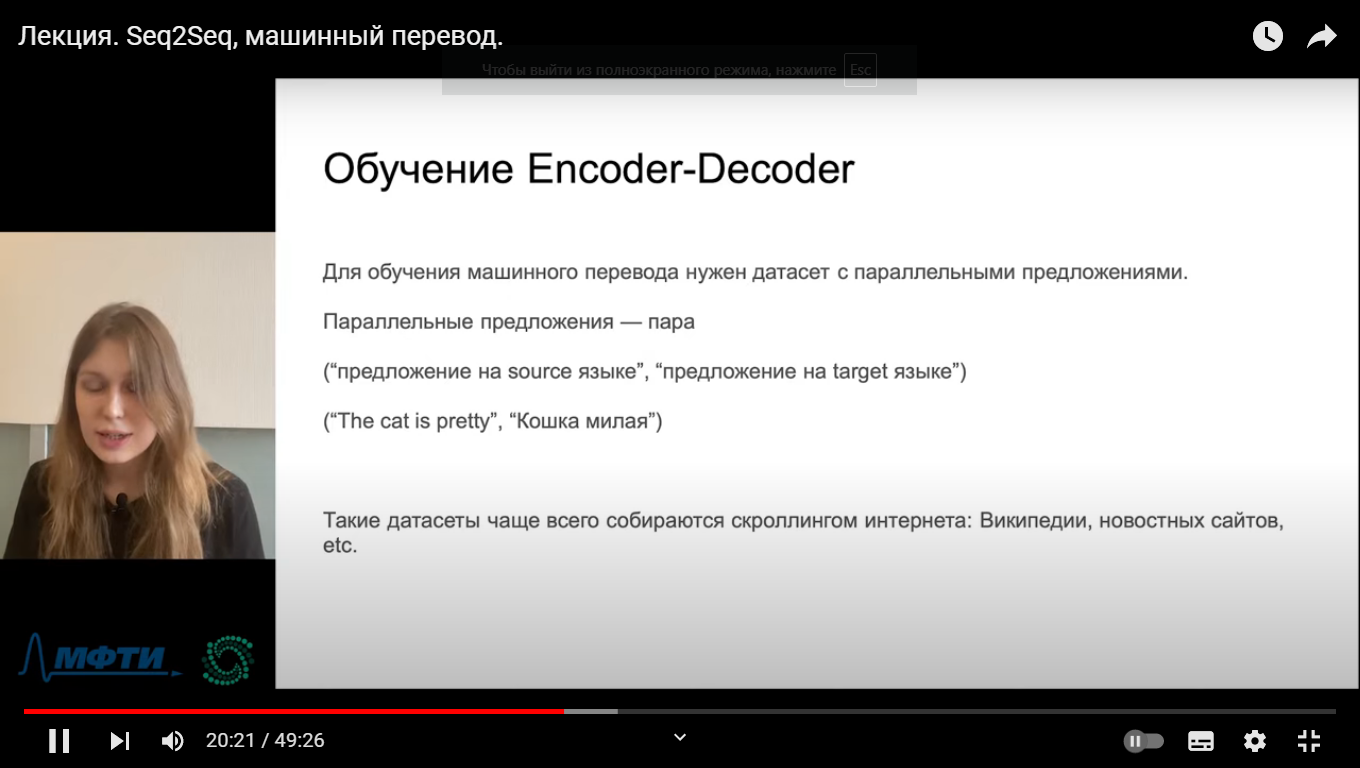 Лекция. Seq2Seq, машинный перевод.
Чтобы выйти из полноэкранного режима, нажмите Esc
Обучение Encoder-Decoder
Для обучения машинного перевода нужен датасет с параллельными предложениями.
Параллельные предложения — пара
(“предложение на source языке”, “предложение на target языке”)
(“The cat is pretty”, “Кошка милая”)
Такие датасеты чаще всего собираются скроллингом интернета: Википедии, новостных сайтов,
etc.
МФТИ
20:21 / 49:26